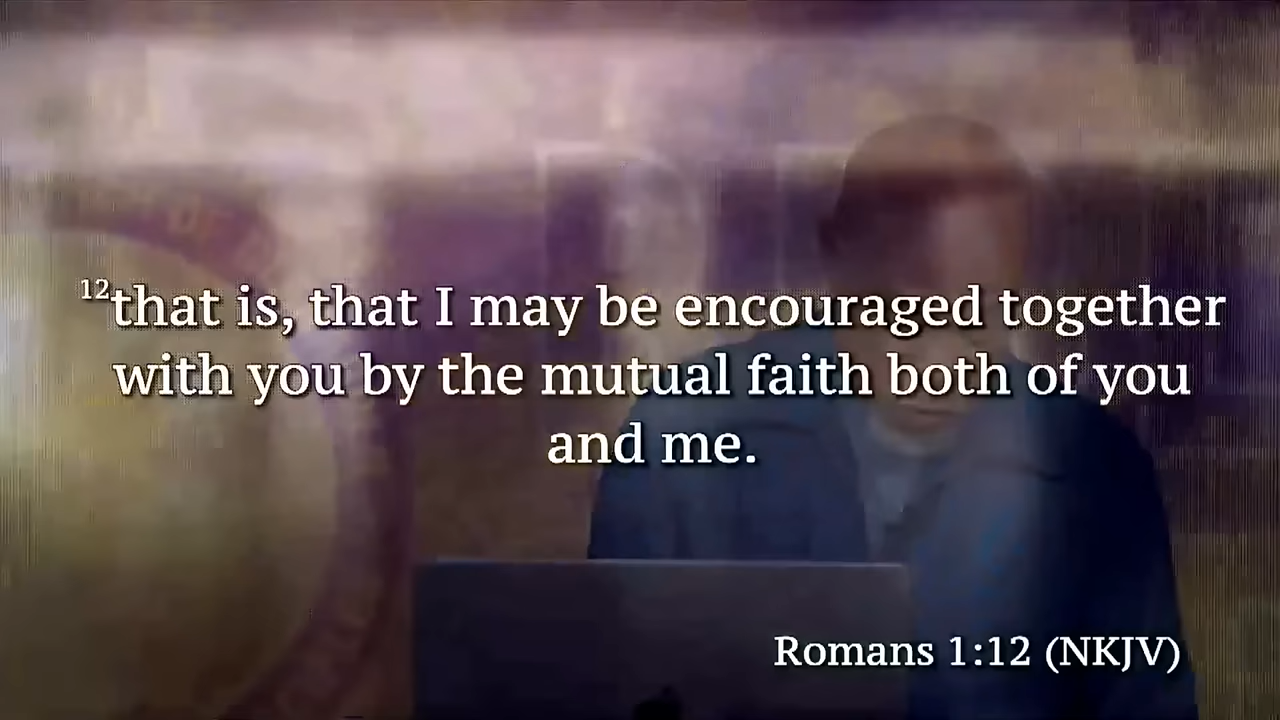 12that is, that I may be encouraged together
with you by the mutual faith both of you
and me.
Romans 1:12 (NKJV)